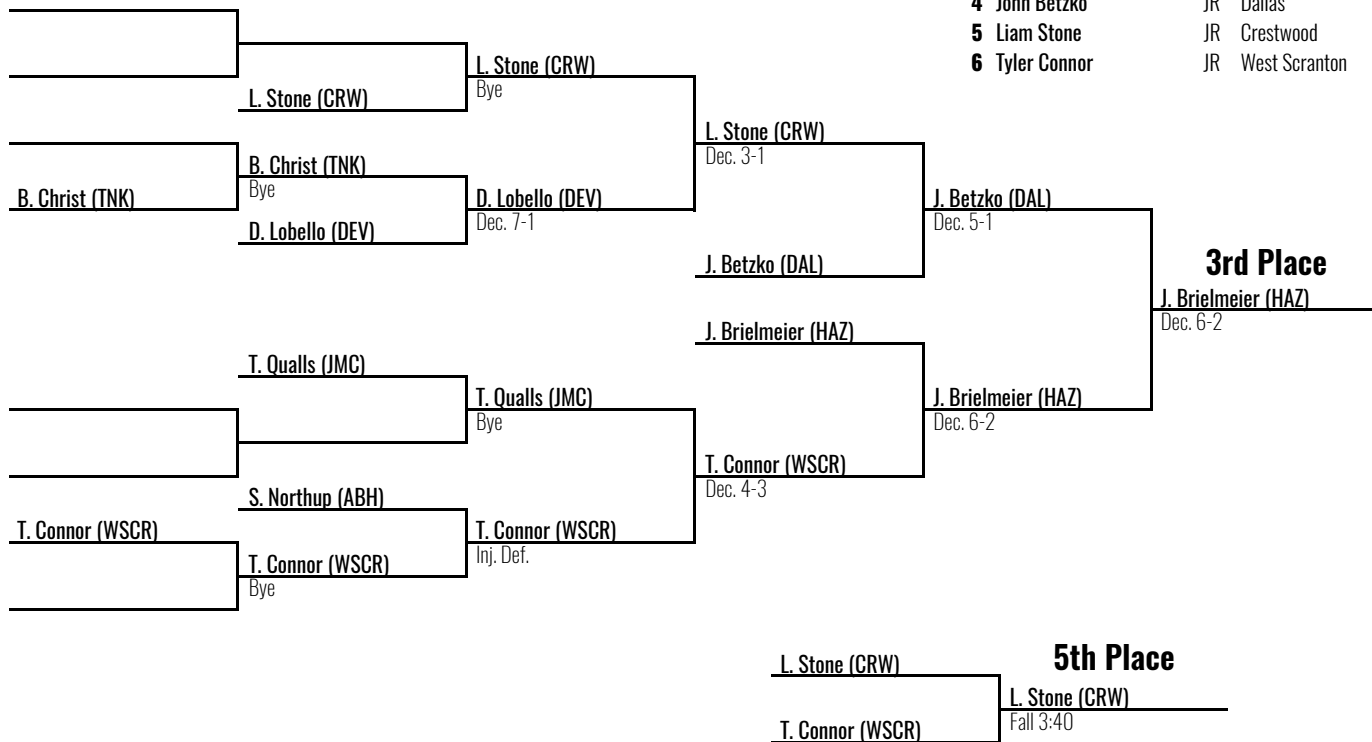 4 John Betzko JR Dallas
5 Liam Stone JR Crestwood
6 Tyler Connor JR West Scranton
L. Stone (CRW)
Bye
L. Stone (CRW)
L. Stone (CRW)
Dec. 3-1
B. Christ (TNK)
Bye
B. Christ (TNK)
D. Lobello (DEV)
Dec. 7-1
D. Lobello (DEV)
J. Betzko (DAL)
Dec. 5-1
J. Betzko (DAL)
3rd Place
J. Brielmeier (HAZ)
Dec. 6-2
J. Brielmeier (HAZ)
T. Qualls (JMC)
T. Qualls (JMC)
Bye
J. Brielmeier (HAZ)
Dec. 6-2
T. Connor (WSCR)
Dec. 4-3
S. Northup (ABH)
T. Connor (WSCR)
T. Connor (WSCR)
Inj. Def.
T. Connor (WSCR)
Bye
5th Place
L. Stone (CRW)
L. Stone (CRW)
Fall 3:40
T. Connor (WSCR)